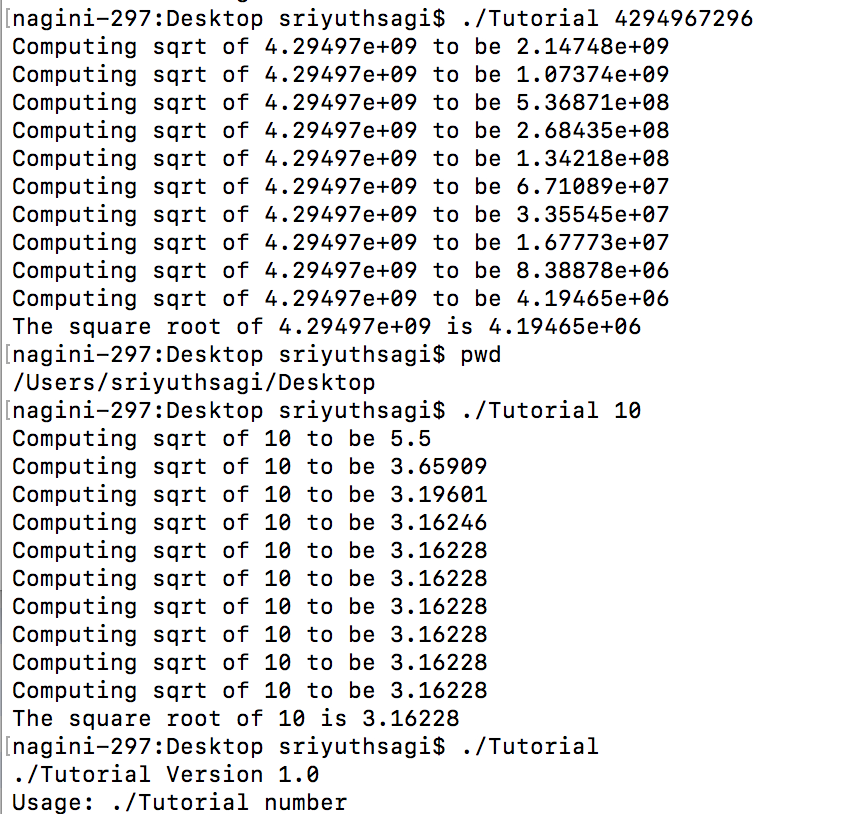 [nagini-297:Desktop sriyuthsagi$ ./Tutorial 4294967296
Computing sqrt of 4.29497e+09 to be 2.14748e+09
Computing sqrt of 4.29497e+09 to be 1.07374e+09
Computing sqrt of 4.29497e+09 to be 5.36871e+08
Computing sqrt of 4.29497e+09 to be 2.68435e+08
Computing sqrt of 4.29497e+09 to be 1.34218e+08
Computing sqrt of 4.29497e+09 to be 6.71089e+07
Computing sqrt of 4.29497e+09 to be 3.35545e+07
Computing sqrt of 4.29497e+09 to be 1.67773e+07
Computing sqrt of 4.29497e+09 to be 8.38878e+06
Computing sqrt of 4.29497e+09 to be 4.19465e+06
The square root of 4.29497e+09 is 4.19465e+06
[nagini-297:Desktop sriyuthsagi$ pwd
/Users/sriyuthsagi/Desktop
[nagini-297:Desktop sriyuthsagi$ ./Tutorial 10
Computing sqrt of 10 to be 5.5
Computing sqrt of 10 to be 3.65909
Computing sqrt of 10 to be 3.19601
Computing sqrt of 10 to be 3.16246
Computing sqrt of 10 to be 3.16228
Computing sqrt of 10 to be 3.16228
Computing sqrt of 10 to be 3.16228
Computing sqrt of 10 to be 3.16228
Computing sqrt of 10 to be 3.16228
Computing sqrt of 10 to be 3.16228
The square root of 10 is 3.16228
[nagini-297:Desktop sriyuthsagi$ ./Tutorial
./Tutorial Version 1.0
Usage: ./Tutorial number